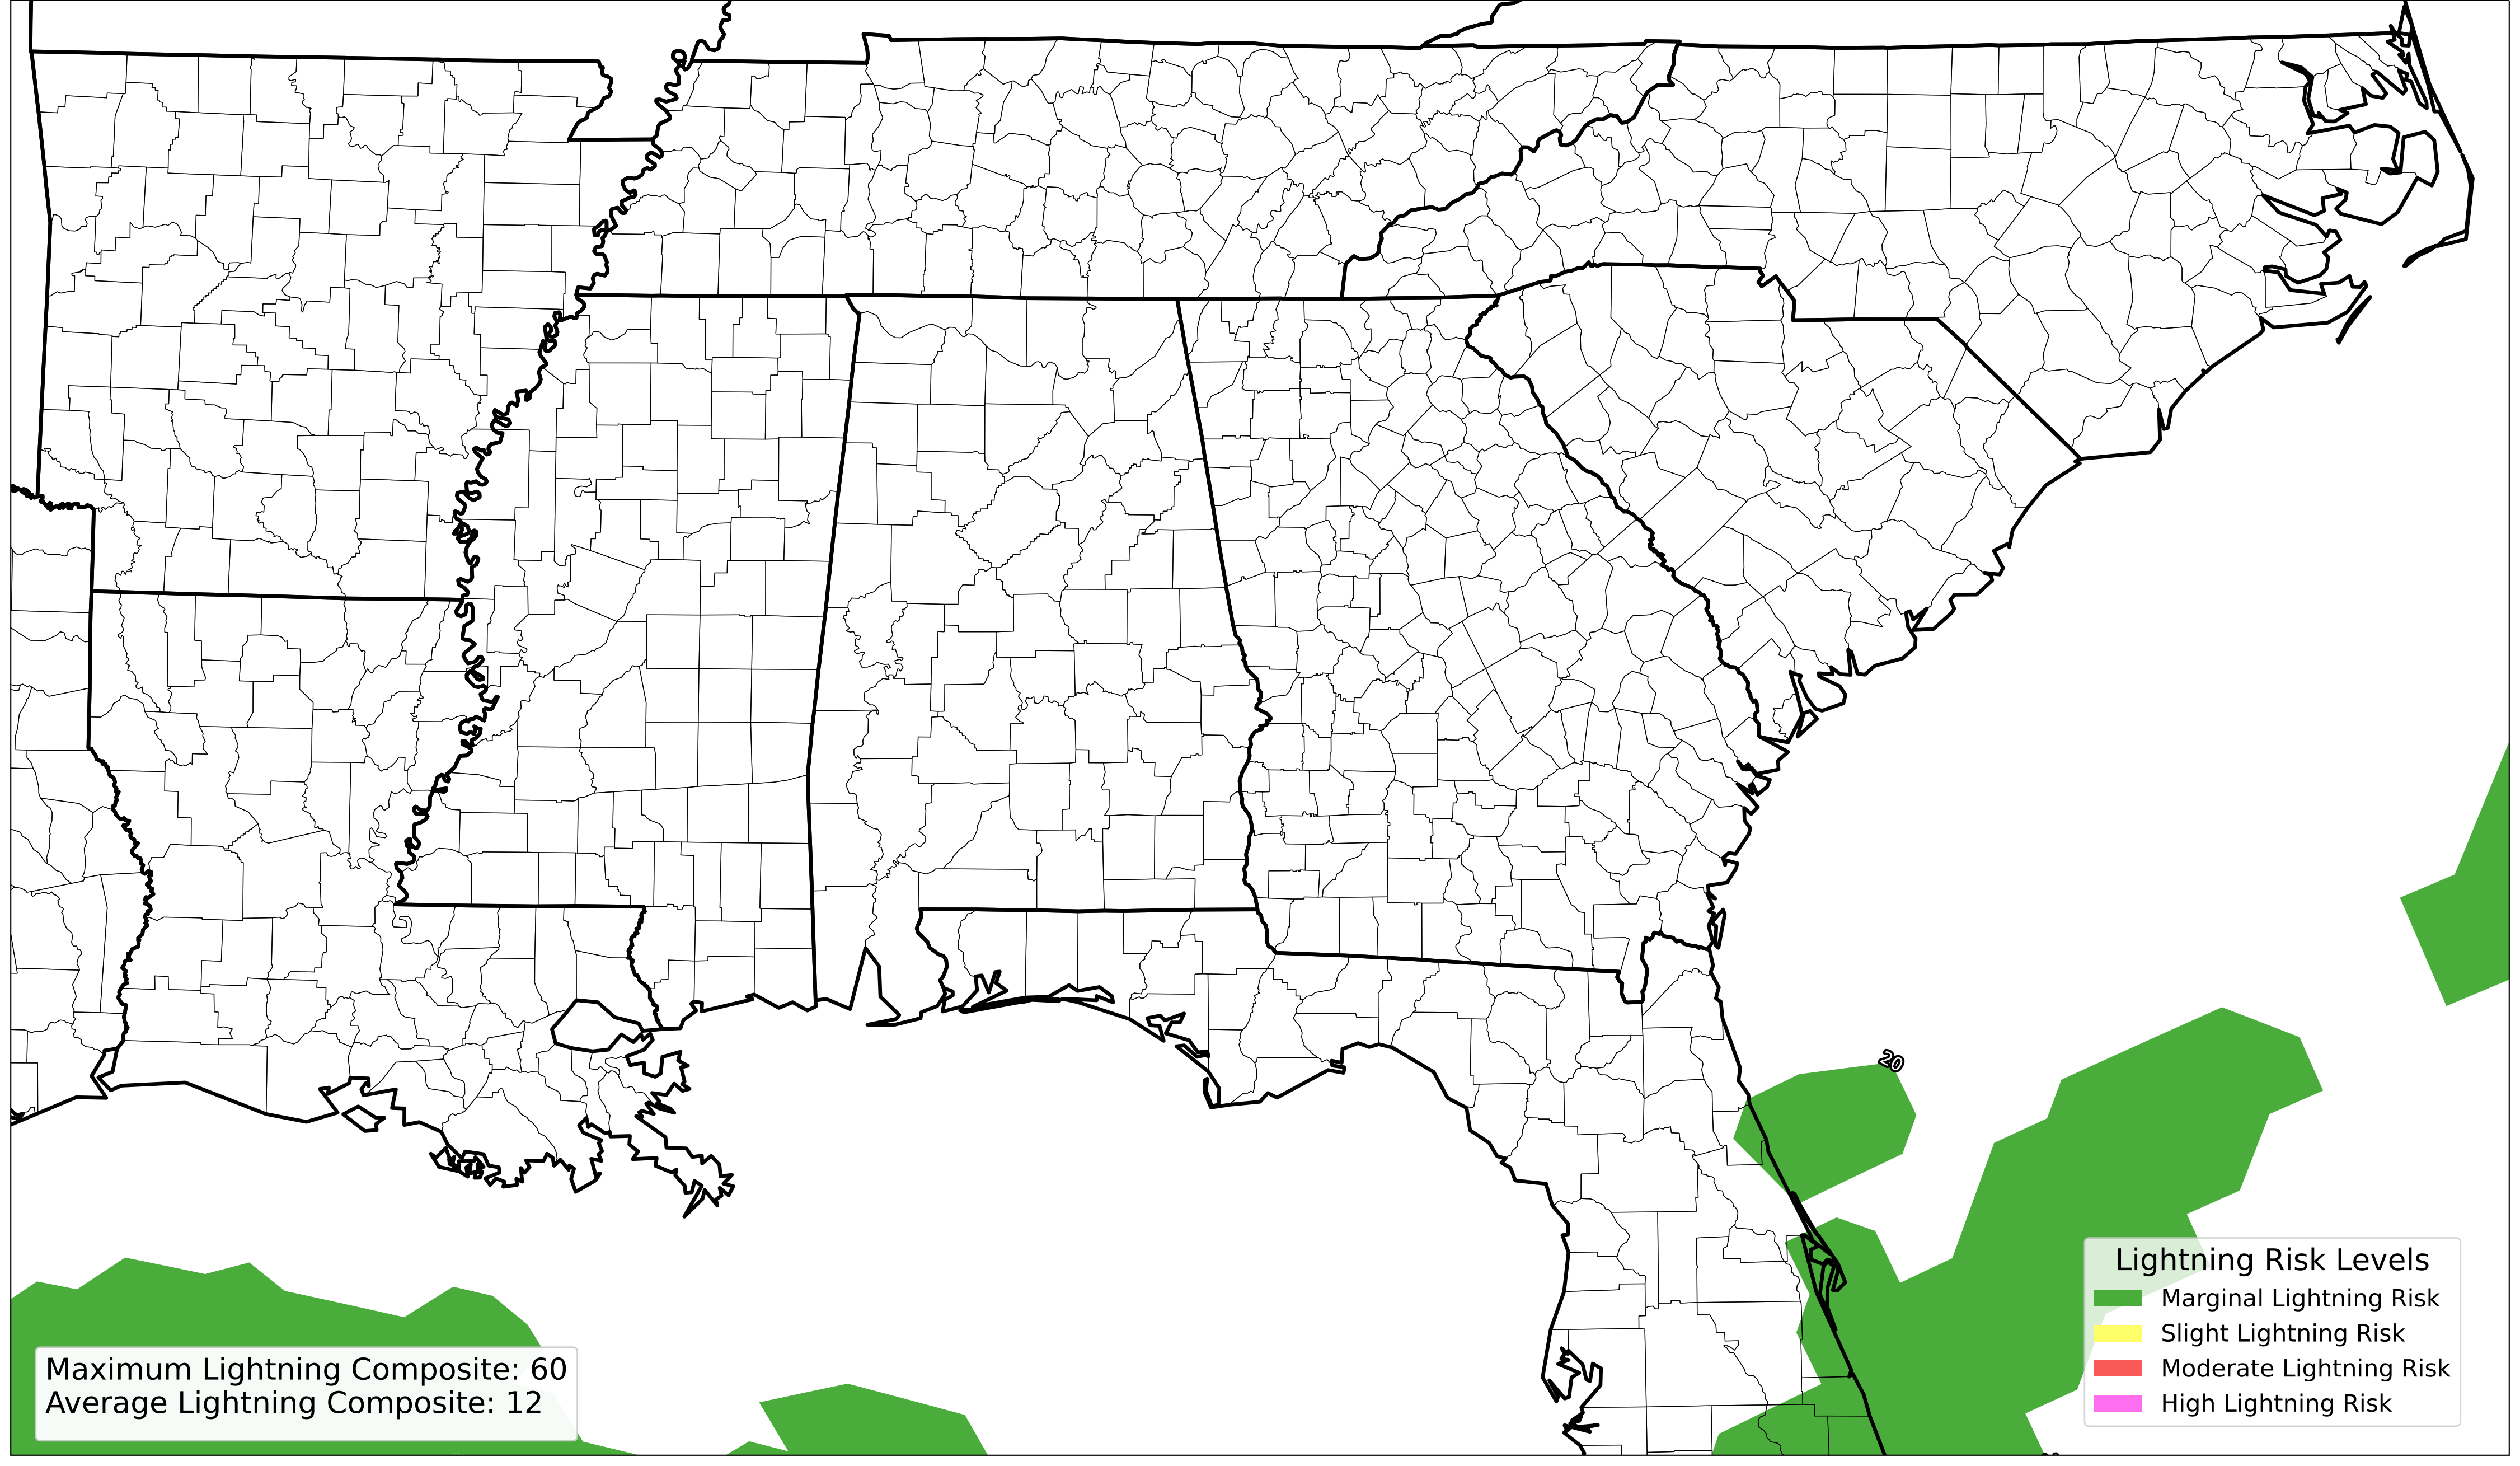 20
Lightning Risk Levels
Marginal Lightning Risk
Slight Lightning Risk
Moderate Lightning Risk
High Lightning Risk
Maximum Lightning Composite: 60
Average Lightning Composite: 12